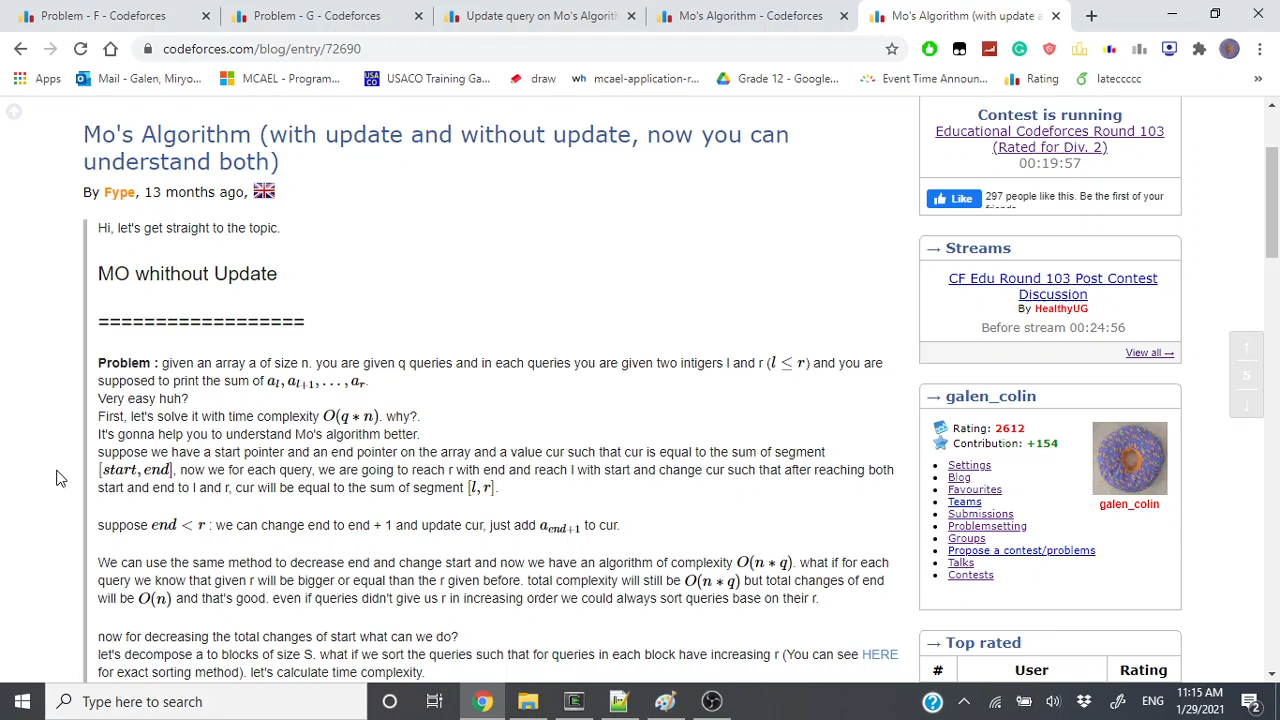 Problem - F - Codeforces
Problem - G - Codeforces
Update query on Mo's Algorith
Mo's Algorithm - Codeforces
Mo's Algorithm (with update a
codeforces.com/blog/entry/72690
Apps
Mail - Galen, Miryo...
MCAEL - Program...
USACO Training Ga...
draw
wh mcael-application-r...
Grade 12 - Google...
Event Time Announ...
Rating
lateccccc
»
Mo's Algorithm (with update and without update, now you can
understand both)
By Fype, 13 months ago,
Hi, let's get straight to the topic.
MO whithout Update
=================
Problem : given an array a of size n. you are given q queries and in each queries you are given two intigers l and r (l ≤ r) and you are
supposed to print the sum of a_l, a_{l+1}, . . . , a_r.
Very easy huh?
First, let's solve it with time complexity O(q * n). why?.
It's gonna help you to understand Mo's algorithm better.
suppose we have a start pointer and an end pointer on the array and a value cur such that cur is equal to the sum of segment
[start, end], now we for each query, we are going to reach r with end and reach l with start and change cur such that after reaching both
start and end to l and r, cur will be equal to the sum of segment [l, r].
suppose end < r : we can change end to end + 1 and update cur, just add a_{end+1} to cur.
We can use the same method to decrease end and change start and now we have an algorithm of complexity O(n * q). what if for each
query we know that given r will be bigger or equal than the r given before. total complexity will still be O(n * q) but total changes of end
will be O(n) and that's good. even if queries didn't give us r in increasing order we could always sort queries base on their r.
now for decreasing the total changes of start what can we do?
let's decompose a to blocks of size S. what if we sort the queries such that for queries in each block have increasing r (You can see HERE
for exact sorting method). let's calculate time complexity.
Contest is running
Educational Codeforces Round 103
(Rated for Div. 2)
00:19:57
Like
297 people like this. Be the first of your
→ Streams
CF Edu Round 103 Post Contest
Discussion
By HealthyUG
Before stream 00:24:56
View all →
↑
5
↓
→ galen_colin
Rating: 2612
Contribution: +154
Settings
Blog
Favourites
Teams
Submissions
Problemsetting
Groups
Propose a contest/problems
Talks
Contests
galen_colin
→ Top rated
# User Rating
Type here to search
ENG
11:15 AM
1/29/2021
2